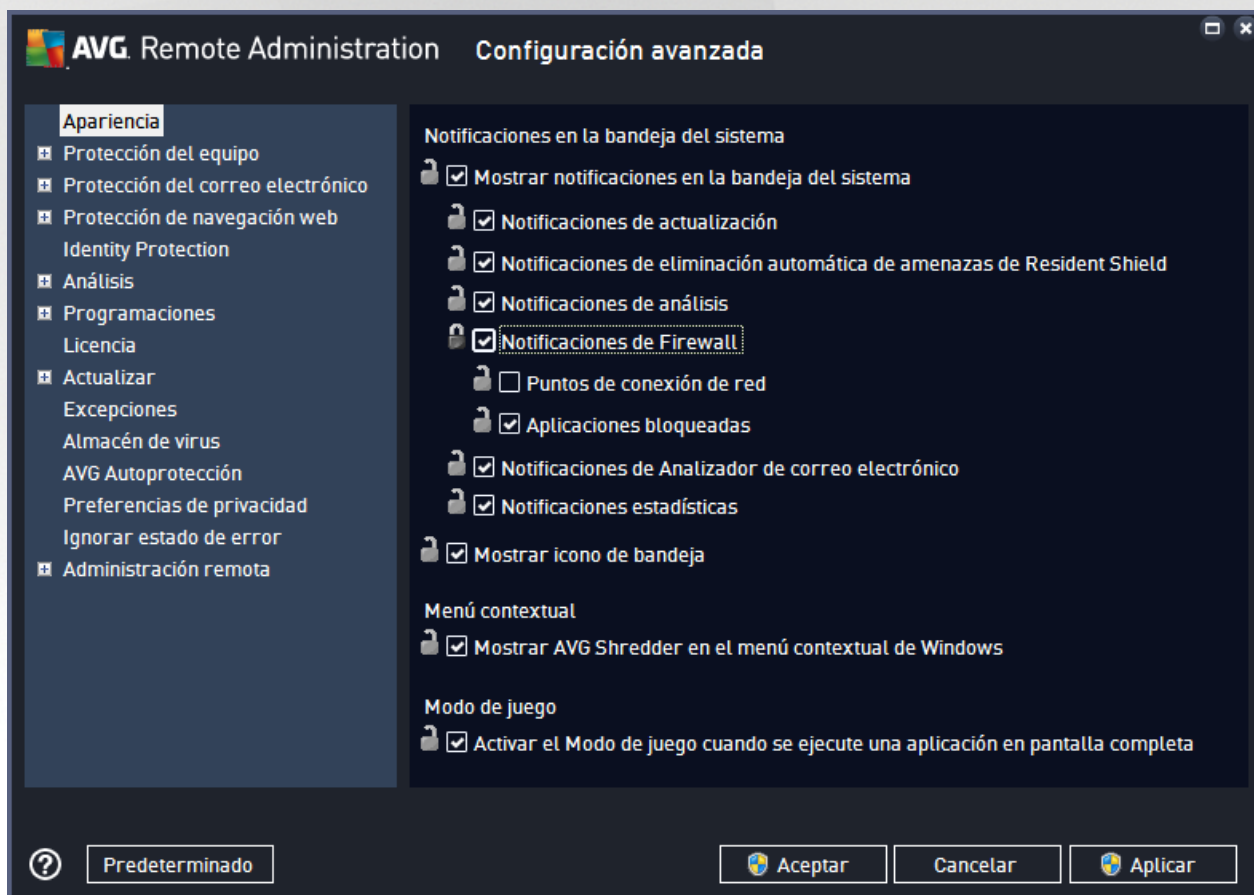 AVG. Remote Administration Configuración avanzada
Apariencia
Protección del equipo
Protección del correo electrónico
Protección de navegación web
Identity Protection
Análisis
Programaciones
Licencia
Actualizar
Excepciones
Almacén de virus
AVG Autoprotección
Preferencias de privacidad
Ignorar estado de error
Administración remota
Notificaciones en la bandeja del sistema
Mostrar notificaciones en la bandeja del sistema
Notificaciones de actualización
Notificaciones de eliminación automática de amenazas de Resident Shield
Notificaciones de análisis
Notificaciones de Firewall
Puntos de conexión de red
Aplicaciones bloqueadas
Notificaciones de Analizador de correo electrónico
Notificaciones estadísticas
Mostrar icono de bandeja
Menú contextual
Mostrar AVG Shredder en el menú contextual de Windows
Modo de juego
Activar el Modo de juego cuando se ejecute una aplicación en pantalla completa
Predeterminado
Aceptar
Cancelar
Aplicar